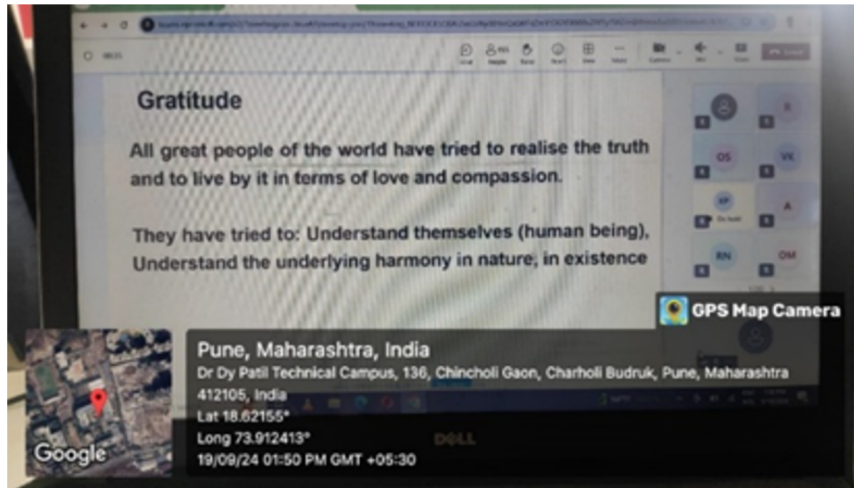 Gratitude
All great people of the world have tried to realise the truth
and to live by it in terms of love and compassion.
They have tried to: Understand themselves (human being),
Understand the underlying harmony in nature, in existence
R
OS
VK
A
RN
OM
GPS Map Camera
Pune, Maharashtra, India
Dr Dy Patil Technical Campus, 136, Chincholi Gaon, Charholi Budruk, Pune, Maharashtra
412105, India
Lat 18.62155°
Long 73.912413°
19/09/24 01:50 PM GMT +05:30
Google
DELL